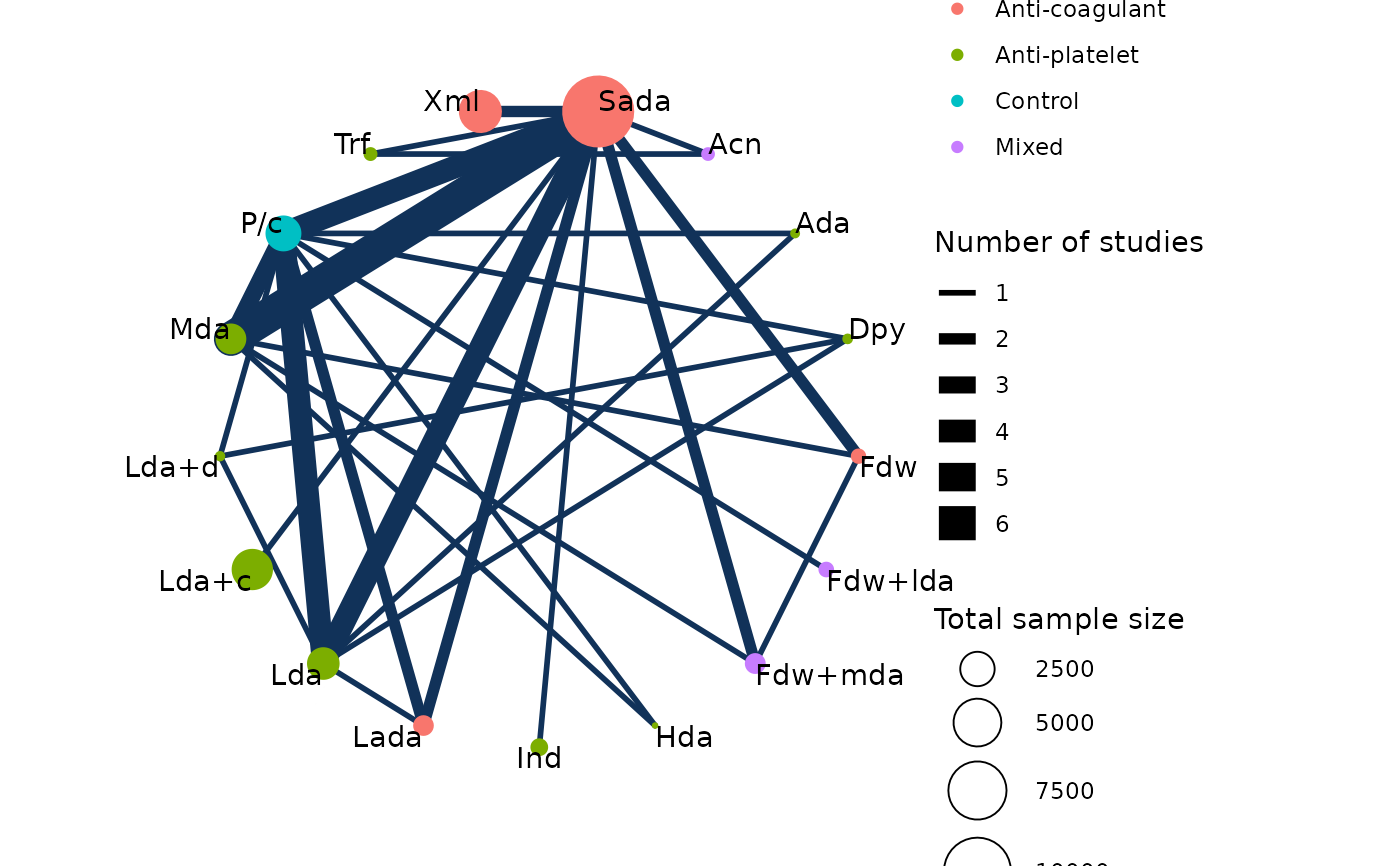 Xml
Sada
Trf
Acn
P/c
Ada
Mda
Dpy
Lda+d
Fdw
Lda+c
Fdw+lda
Lda
Fdw+mda
Lada
Ind
Hda
Anti-coagulant
Anti-platelet
Control
Mixed
Number of studies
1
2
3
4
5
6
Total sample size
2500
5000
7500
10000